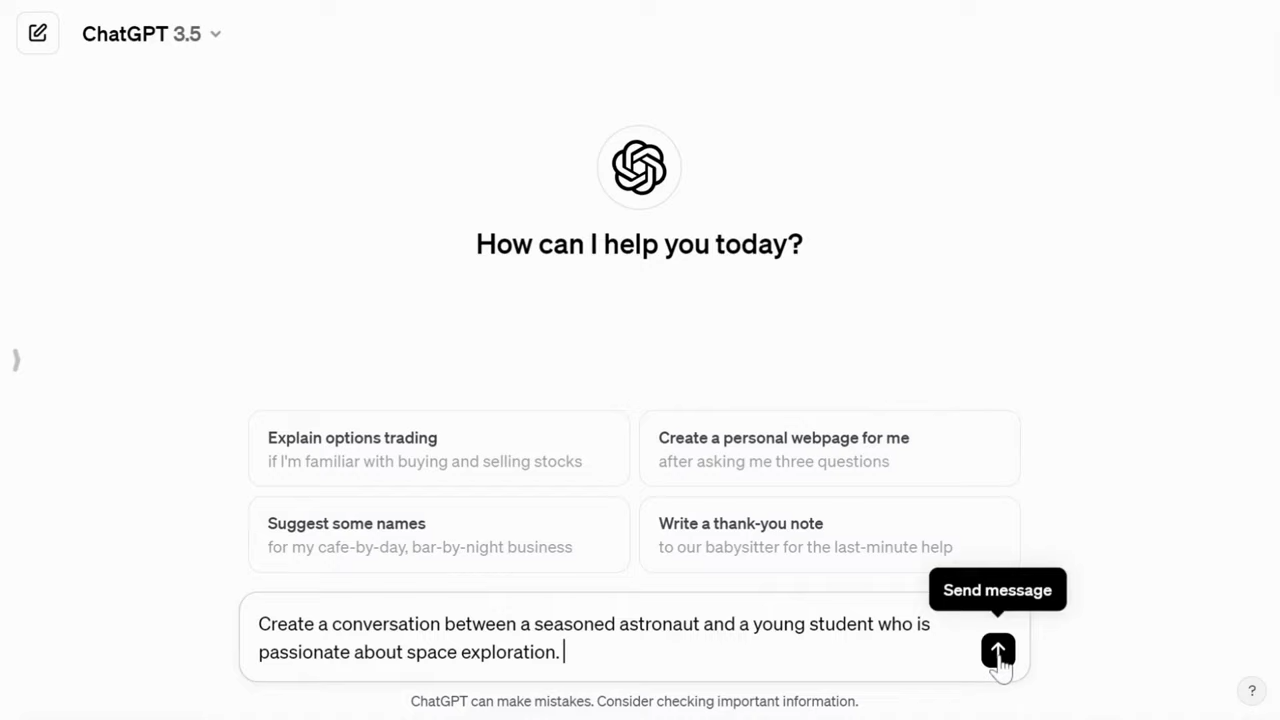 ChatGPT 3.5
How can I help you today?
Explain options trading
if I'm familiar with buying and selling stocks
Create a personal webpage for me
after asking me three questions
Suggest some names
for my cafe-by-day, bar-by-night business
Write a thank-you note
to our babysitter for the last-minute help
Send message
Create a conversation between a seasoned astronaut and a young student who is
passionate about space exploration.
ChatGPT can make mistakes. Consider checking important information.
?